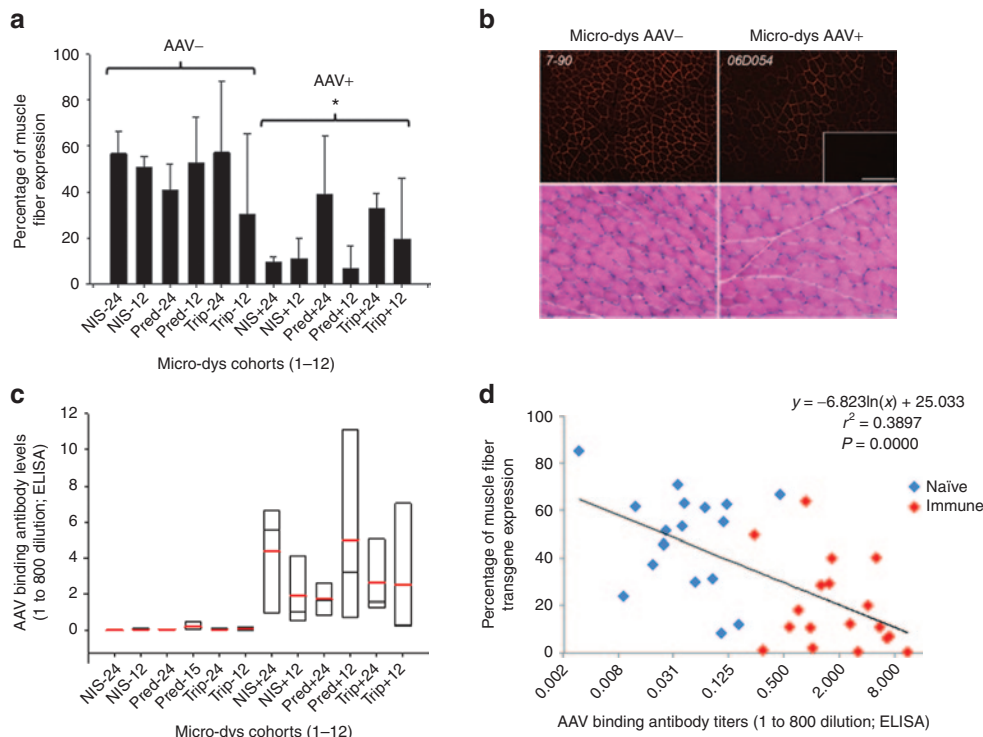 a
AAV–
AAV+
*
100
80
60
40
20
0
Percentage of muscle
fiber expression
NIS-24
NIS-12
Pred-24
Pred-12
Trip-24
Trip-12
NIS+24
NIS+12
Pred+24
Pred+12
Trip+24
Trip+12
Micro-dys cohorts (1–12)
b
Micro-dys AAV–
Micro-dys AAV+
7-90
06D054
c
12
10
8
6
4
2
0
AAV binding antibody levels
(1 to 800 dilution; ELISA)
NIS-24
NIS-12
Pred-24
Pred-15
Trip-24
Trip-12
NIS+24
NIS+12
Pred+24
Pred+12
Trip+24
Trip+12
Micro-dys cohorts (1–12)
d
y = –6.823ln(x) + 25.033
r² = 0.3897
P = 0.0000
100
80
60
40
20
0
Percentage of muscle fiber
transgene expression
Naïve
Immune
0.002
0.008
0.031
0.125
0.500
2.000
8.000
AAV binding antibody titers (1 to 800 dilution; ELISA)